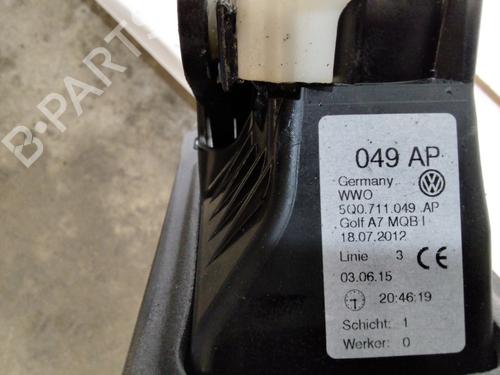 B-PARTS
049 AP
Germany
WWO
5Q0.711.049 .AP
Golf A7 MQB I
18.07.2012
Linie 3 CE
03.06.15
20:46:19
Schicht: 1
Werker: 0